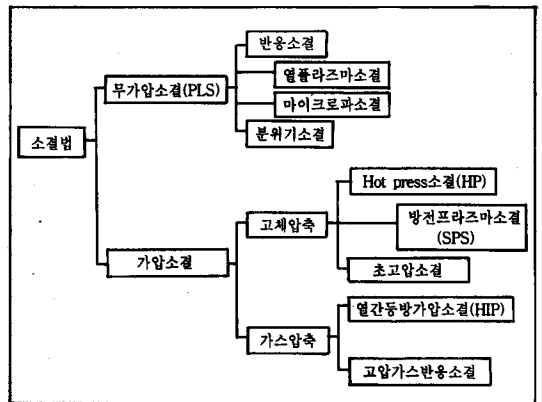 반응소결
열플라즈마소결
무가압소결(PLS)
마이크로파소결
분위기소결
소결법
Hot press소결(HP)
고체압축
방전프라즈마소결
(SPS)
가압소결
초고압소결
열간등방가압소결(HIP)
가스압축
고압가스반응소결